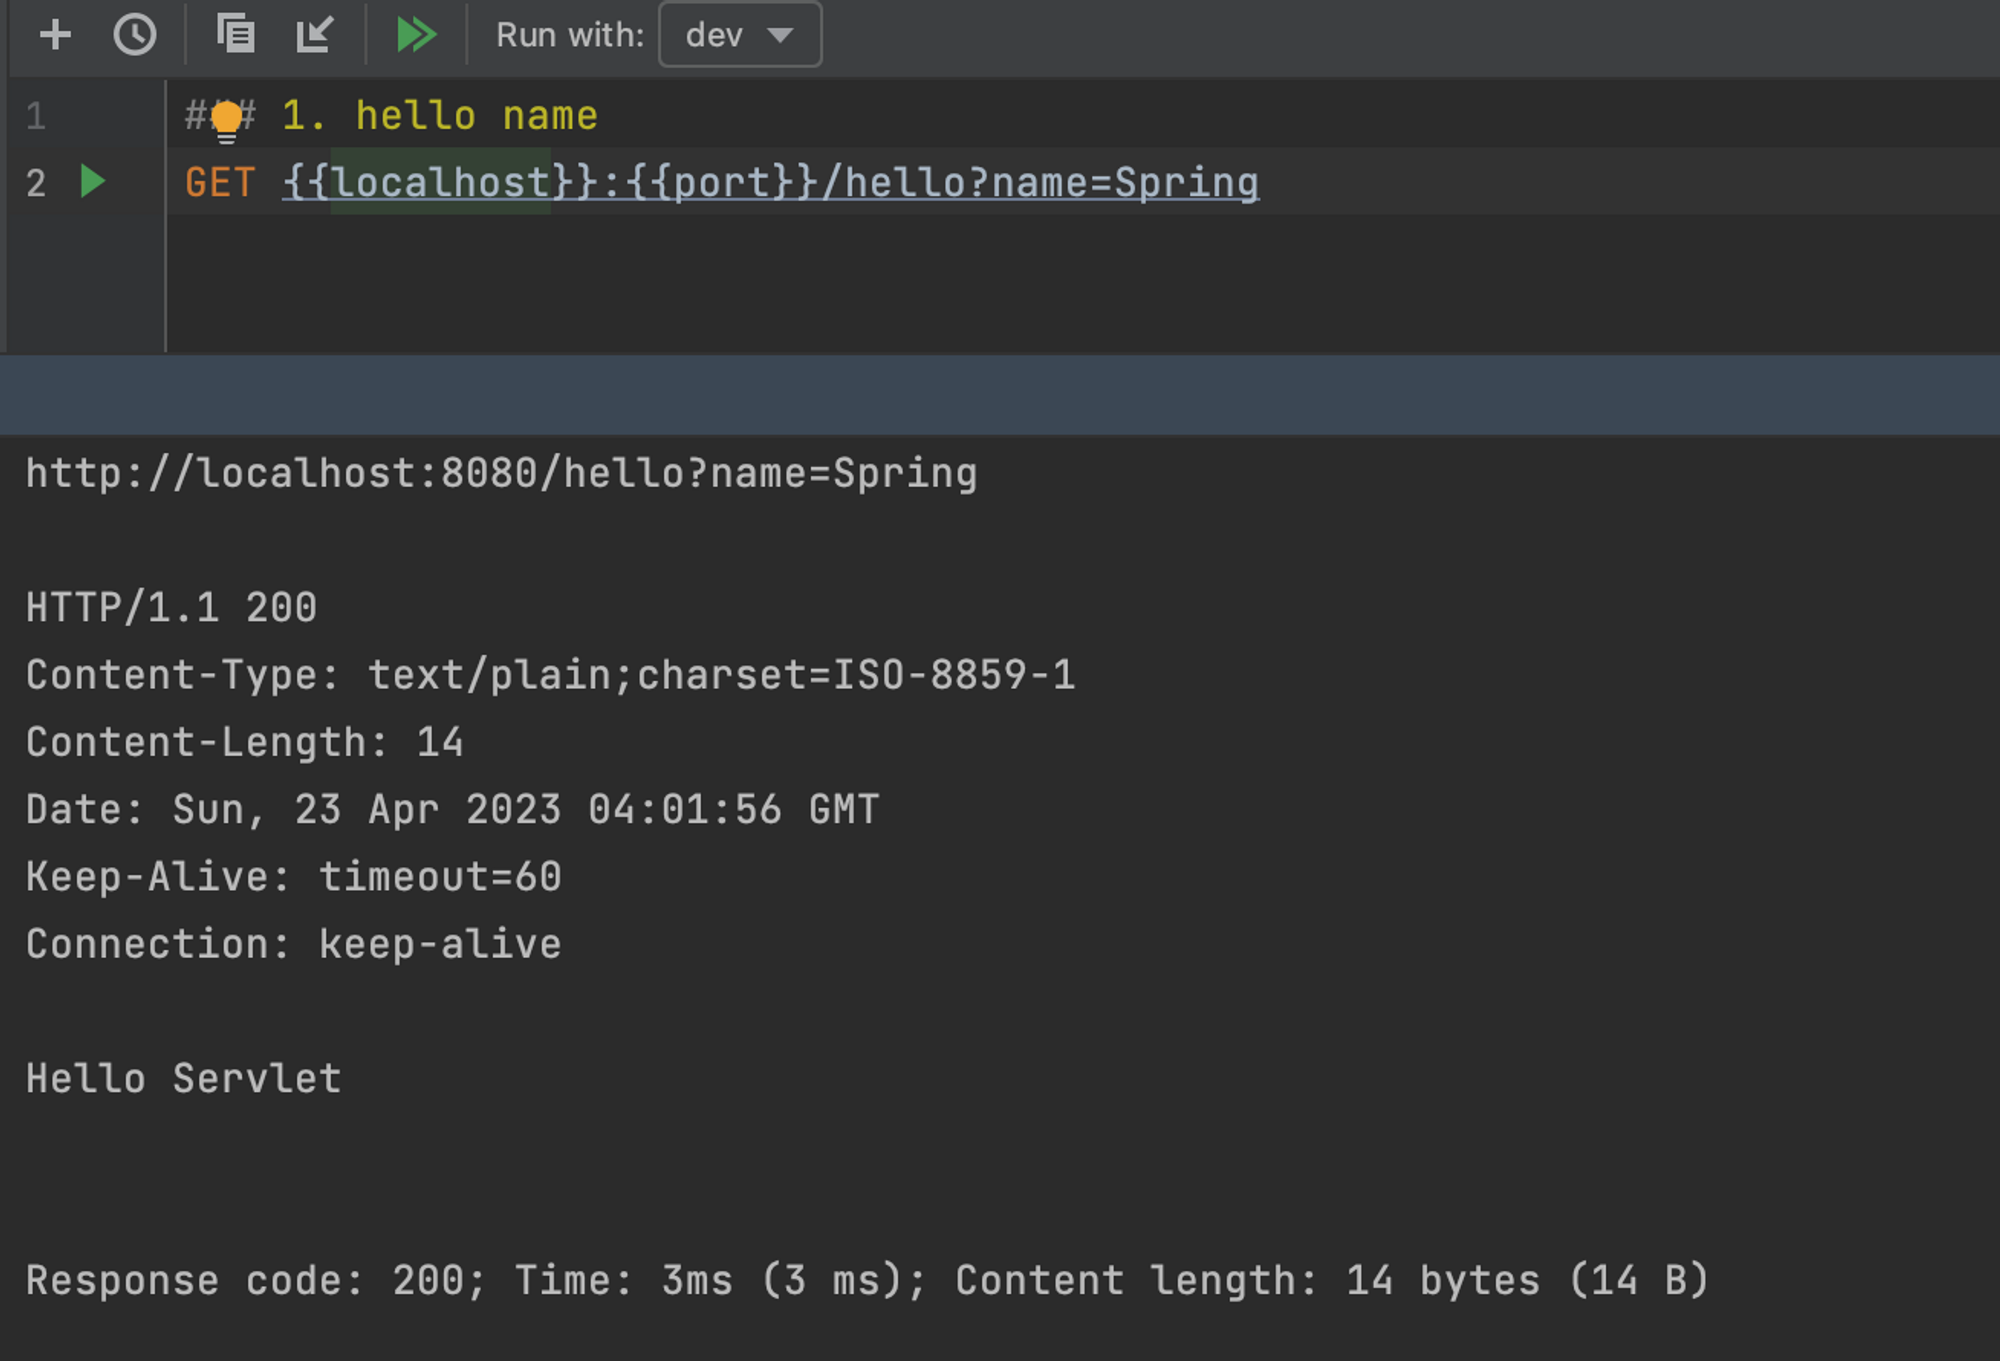 Run with: dev
1 ### 1. hello name
2 GET {{localhost}}:{{port}}/hello?name=Spring
http://localhost:8080/hello?name=Spring
HTTP/1.1 200
Content-Type: text/plain;charset=ISO-8859-1
Content-Length: 14
Date: Sun, 23 Apr 2023 04:01:56 GMT
Keep-Alive: timeout=60
Connection: keep-alive
Hello Servlet
Response code: 200; Time: 3ms (3 ms); Content length: 14 bytes (14 B)